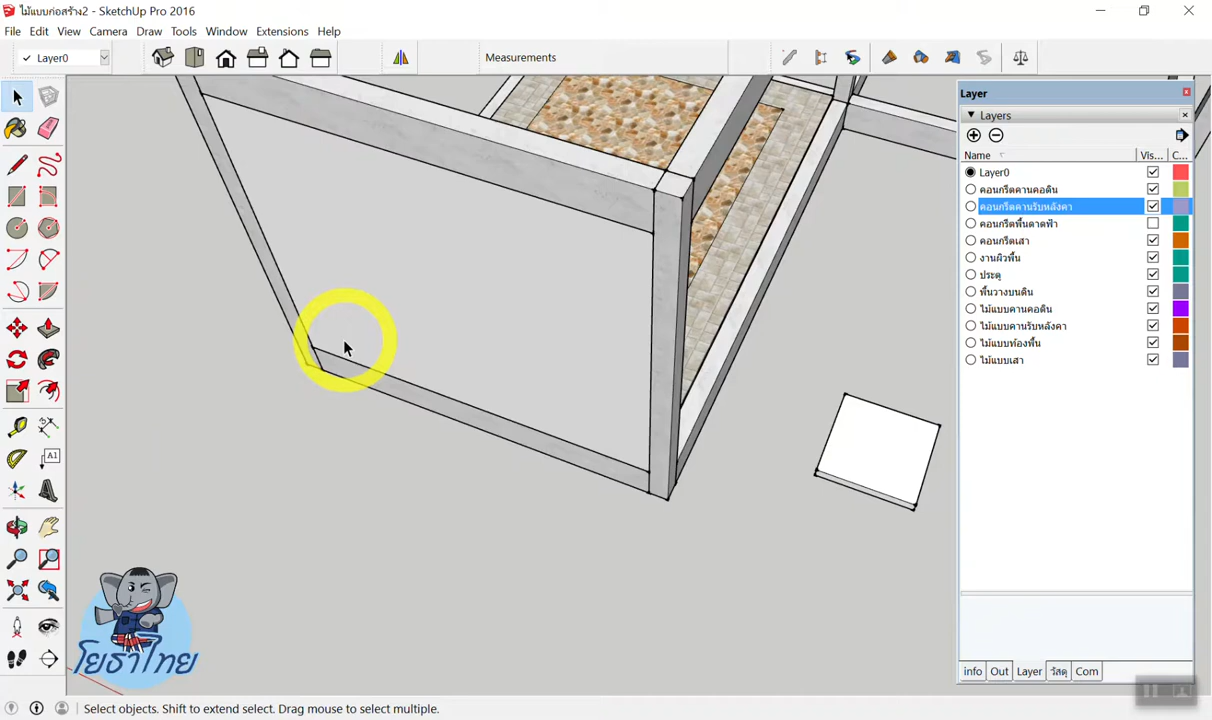 ไม้แบบก่อสร้าง2 - SketchUp Pro 2016
File Edit View Camera Draw Tools Window Extensions Help
Layer0
Measurements
Layer
Layers
Name Vis... C...
Layer0
คอนกรีตคานคอดิน
คอนกรีตคานรับหลังคา
คอนกรีตพื้นดาดฟ้า
คอนกรีตเสา
งานผิวพื้น
ประตู
พื้นวางบนดิน
ไม้แบบคานคอดิน
ไม้แบบคานรับหลังคา
ไม้แบบท้องพื้น
ไม้แบบเสา
A1
โยธาไทย
info Out Layer วัสดุ Com
Select objects. Shift to extend select. Drag mouse to select multiple.